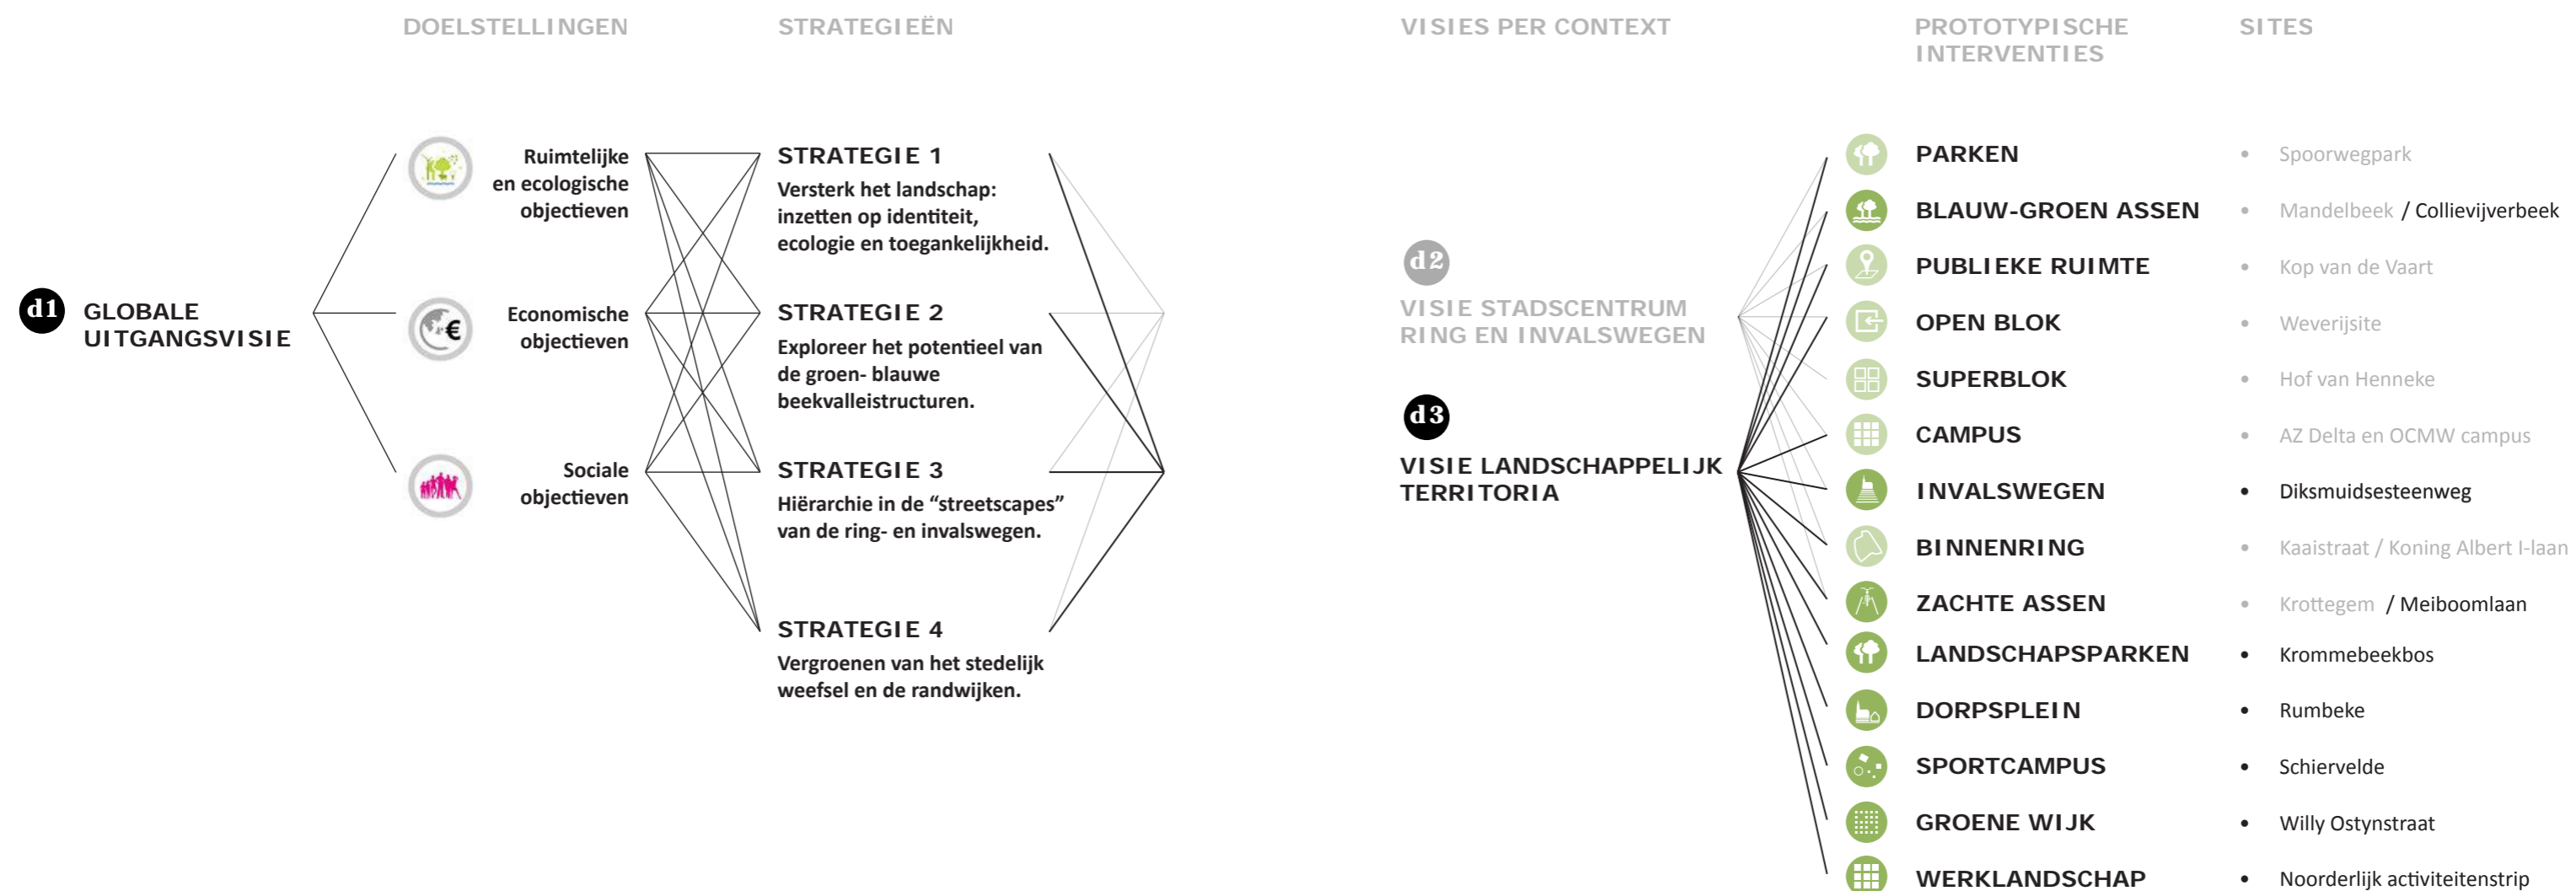 DOELSTELLINGEN
STRATEGIEËN
VISIES PER CONTEXT
PROTOTYPISCHE
INTERVENTIES
SITES
d1
GLOBALE
UITGANGSVISIE
Ruimtelijke
en ecologische
objectieven
€
Economische
objectieven
Sociale
objectieven
STRATEGIE 1
Versterk het landschap:
inzetten op identiteit,
ecologie en toegankelijkheid.
STRATEGIE 2
Exploreer het potentieel van
de groen- blauwe
beekvalleistructuren.
STRATEGIE 3
Hiërarchie in de “streetscapes”
van de ring- en invalswegen.
STRATEGIE 4
Vergroenen van het stedelijk
weefsel en de randwijken.
d2
VISIE STADSCENTRUM
RING EN INVALSWEGEN
d3
VISIE LANDSCHAPPELIJK
TERRITORIA
PARKEN • Spoorwegpark
BLAUW-GROEN ASSEN • Mandelbeek / Collievijverbeek
PUBLIEKE RUIMTE • Kop van de Vaart
OPEN BLOK • Weverijsite
SUPERBLOK • Hof van Henneke
CAMPUS • AZ Delta en OCMW campus
INVALSWEGEN • Diksmuidsesteenweg
BINNENRING • Kaaistraat / Koning Albert I-laan
ZACHTE ASSEN • Krottegem / Meiboomlaan
LANDSCHAPSPARKEN • Krommebeekbos
DORPSPLEIN • Rumbeke
SPORTCAMPUS • Schiervelde
GROENE WIJK • Willy Ostynstraat
WERKLANDSCHAP • Noorderlijk activiteitenstrip